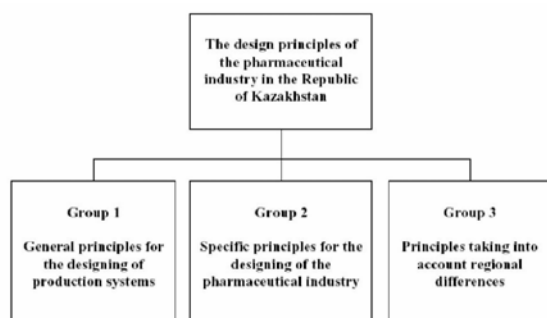 The design principles of
the pharmaceutical
industry in the Republic
of Kazakhstan
Group 1
General principles for
the designing of
production systems
Group 2
Specific principles for the
designing of the
pharmaceutical industry
Group 3
Principles taking into
account regional
differences